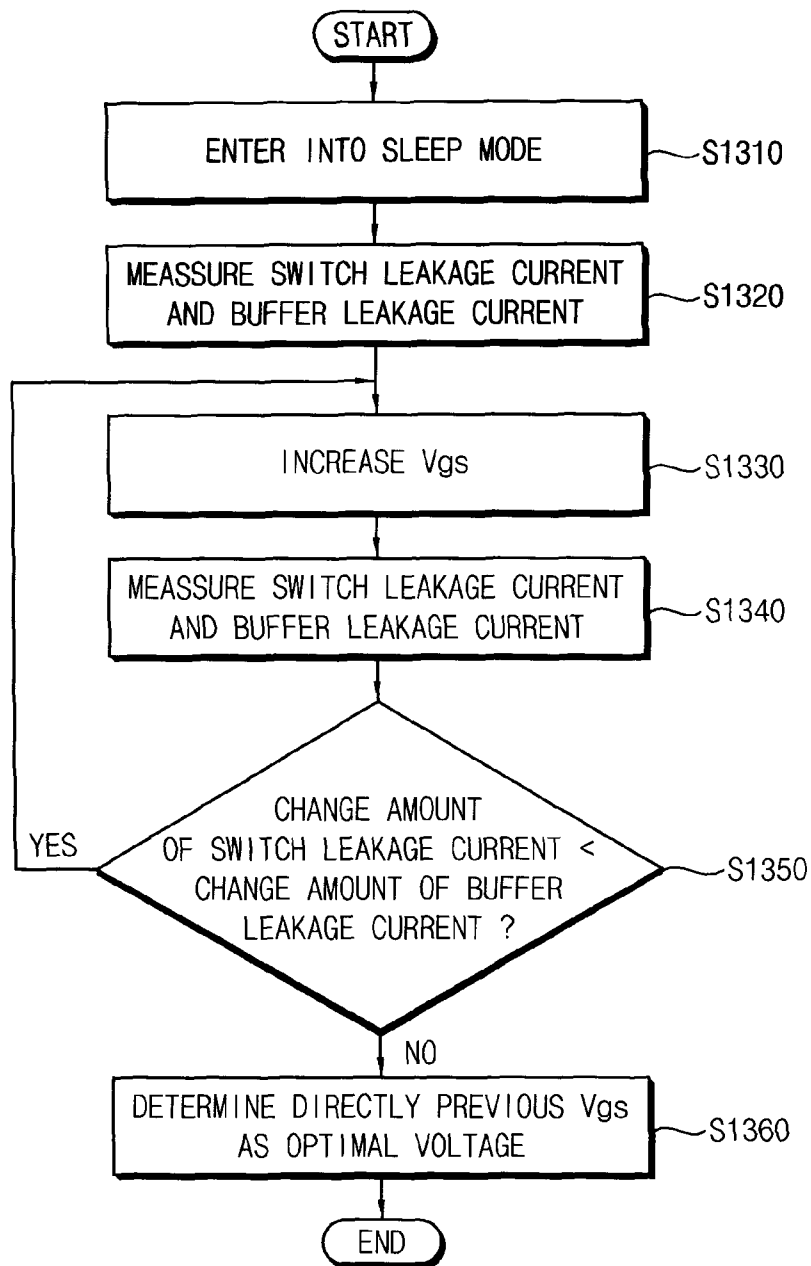 START
ENTER INTO SLEEP MODE
S1310
MEASSURE SWITCH LEAKAGE CURRENT
AND BUFFER LEAKAGE CURRENT
S1320
INCREASE Vgs
S1330
MEASSURE SWITCH LEAKAGE CURRENT
AND BUFFER LEAKAGE CURRENT
S1340
CHANGE AMOUNT
OF SWITCH LEAKAGE CURRENT <
CHANGE AMOUNT OF BUFFER
LEAKAGE CURRENT ?
YES
S1350
NO
DETERMINE DIRECTLY PREVIOUS Vgs
AS OPTIMAL VOLTAGE
S1360
END